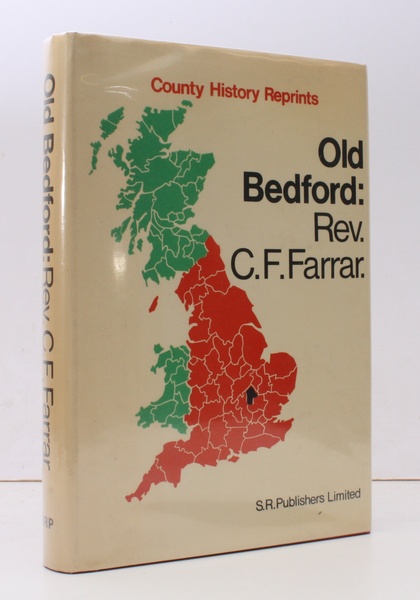 County History Reprints
Old
Bedford:
Rev.
C.F.Farrar.
S.R.Publishers Limited
Old Bedford: Rev. C.F. Farrar
SRP